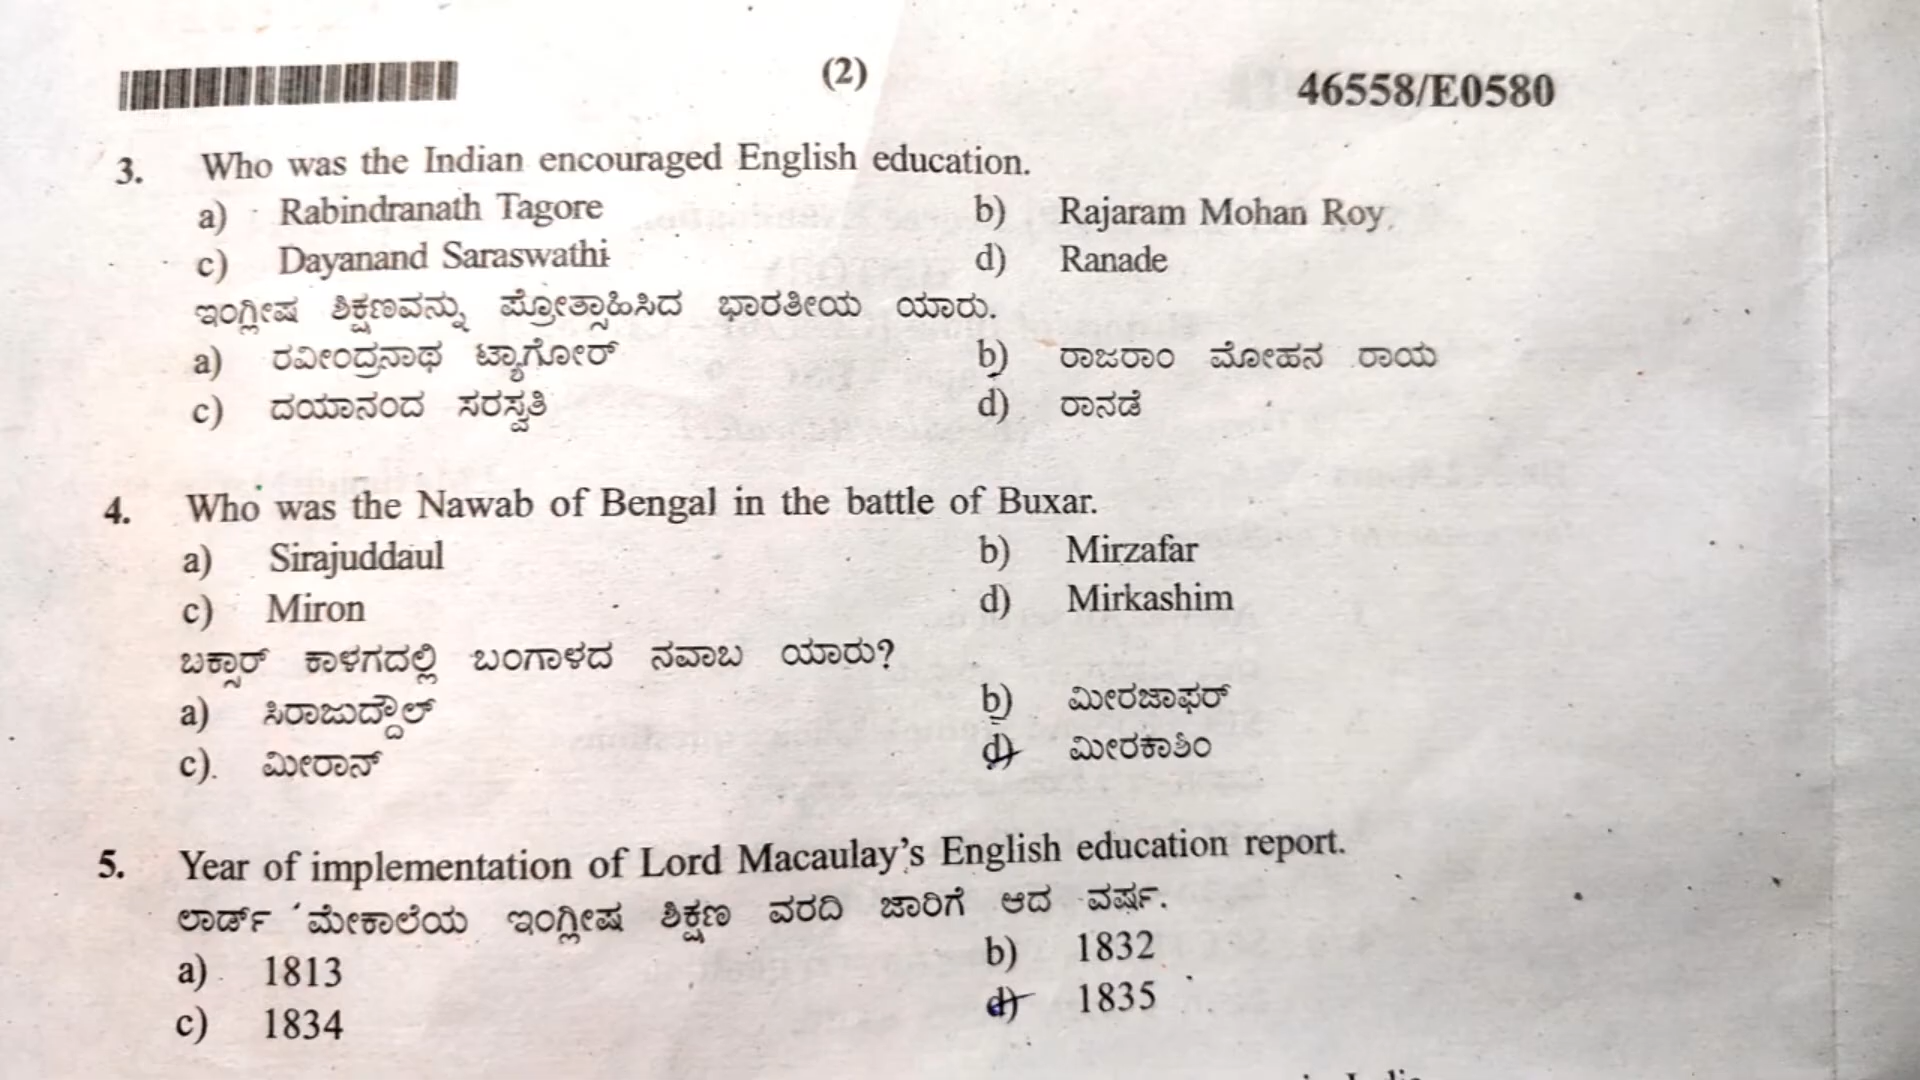 (2) 46558/E0580
3. Who was the Indian encouraged English education.
a) Rabindranath Tagore b) Rajaram Mohan Roy
c) Dayanand Saraswathi d) Ranade
ಇಂಗ್ಲೀಷ ಶಿಕ್ಷಣವನ್ನು ಪ್ರೋತ್ಸಾಹಿಸಿದ ಭಾರತೀಯ ಯಾರು.
a) ರವೀಂದ್ರನಾಥ ಟ್ಯಾಗೋರ್ b) ರಾಜರಾಂ ಮೋಹನ ರಾಯ
c) ದಯಾನಂದ ಸರಸ್ವತಿ d) ರಾನಡೆ
4. Who was the Nawab of Bengal in the battle of Buxar.
a) Sirajuddaul b) Mirzafar
c) Miron d) Mirkashim
ಬಕ್ಸಾರ್ ಕಾಳಗದಲ್ಲಿ ಬಂಗಾಳದ ನವಾಬ ಯಾರು?
a) ಸಿರಾಜುದ್ದೌಲ್ b) ಮೀರಜಾಫರ್
c). ಮೀರಾನ್ d) ಮೀರಕಾಶಿಂ
5. Year of implementation of Lord Macaulay's English education report.
ಲಾರ್ಡ್ ಮೇಕಾಲೆಯ ಇಂಗ್ಲೀಷ ಶಿಕ್ಷಣ ವರದಿ ಜಾರಿಗೆ ಆದ ವರ್ಷ.
a) 1813 b) 1832
c) 1834 d) 1835